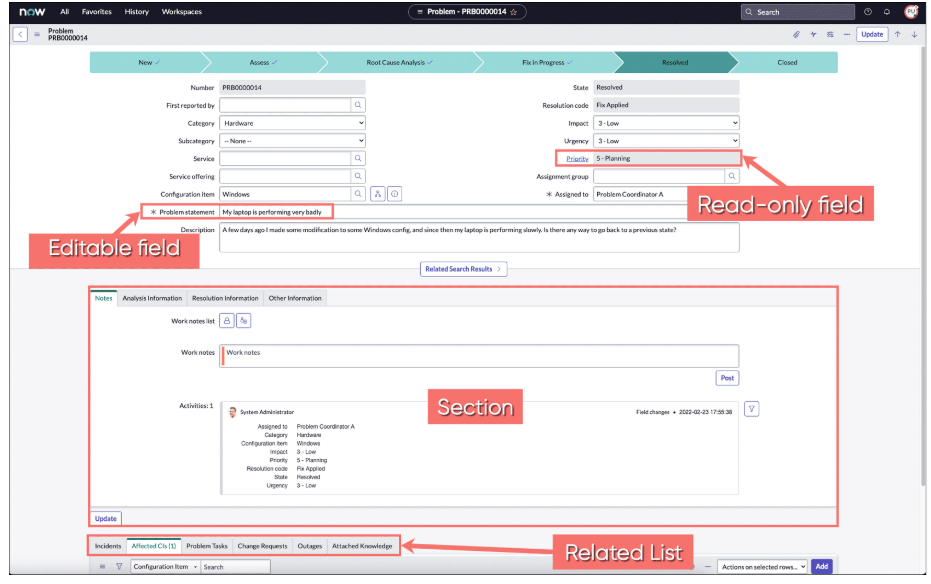 now All Favorites History Workspaces Problem - PRB0000014 Search PU
Problem
PRB0000014
Update
New Assess Root Cause Analysis Fix in Progress Resolved Closed
Number PRB0000014 State Resolved
First reported by Resolution code Fix Applied
Category Hardware Impact 3 - Low
Subcategory -- None -- Urgency 3 - Low
Service Priority 5 - Planning
Service offering Assignment group
Configuration item Windows * Assigned to Problem Coordinator A
Read-only field
* Problem statement My laptop is performing very badly
Description A few days ago I made some modification to some Windows config, and since then my laptop is performing slowly. Is there any way to go back to a previous state?
Editable field
Related Search Results
Notes Analysis Information Resolution Information Other Information
Work notes list
Work notes Work notes
Post
Activities: 1 System Administrator Field changes • 2022-02-23 17:55:38
Section
Assigned to Problem Coordinator A
Category Hardware
Configuration item Windows
Impact 3 - Low
Priority 5 - Planning
Resolution code Fix Applied
State Resolved
Urgency 3 - Low
Update
Incidents Affected CIs (1) Problem Tasks Change Requests Outages Attached Knowledge
Related List
Configuration Item Search Actions on selected rows... Add